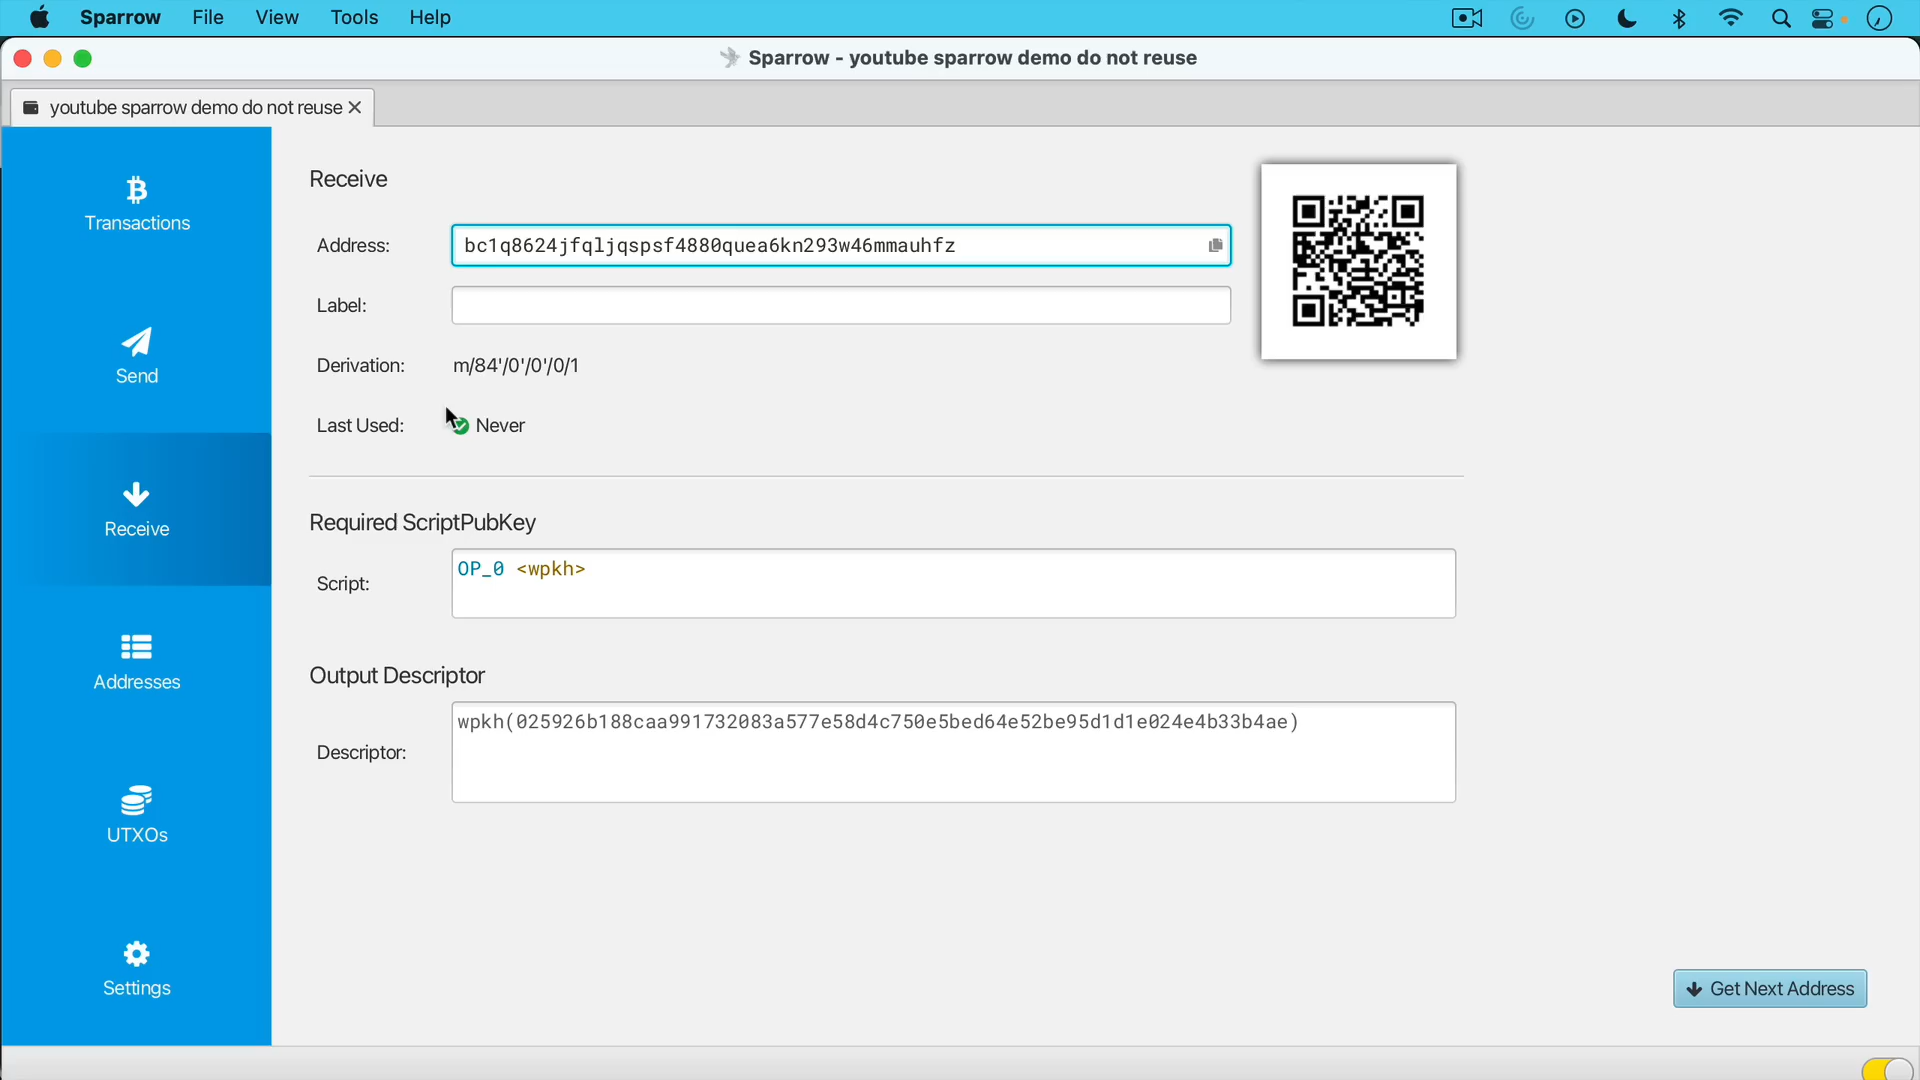 Sparrow File View Tools Help
Sparrow - youtube sparrow demo do not reuse
youtube sparrow demo do not reuse
Transactions
Send
Receive
Addresses
UTXOs
Settings
Receive
Address: bc1q8624jfqljqspsf4880quea6kn293w46mmauhfz
Label:
Derivation: m/84'/0'/0'/0/1
Last Used: Never
Required ScriptPubKey
Script: OP_0 <wpkh>
Output Descriptor
Descriptor: wpkh(025926b188caa991732083a577e58d4c750e5bed64e52be95d1d1e024e4b33b4ae)
Get Next Address